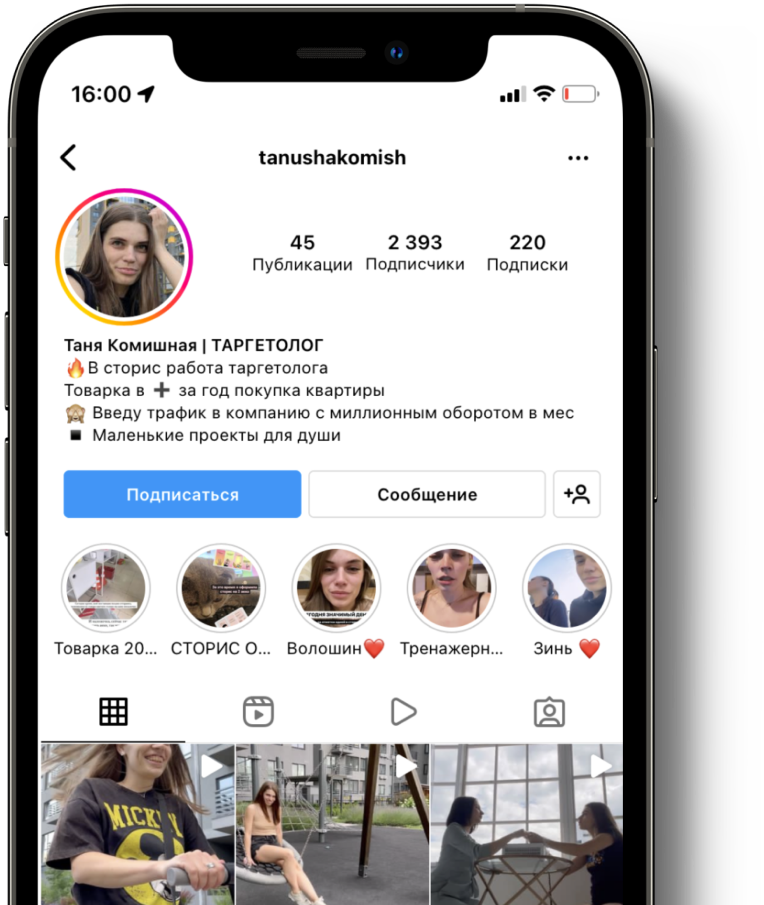 16:00
tanushakomish
45 2 393 220
Публикации Подписчики Подписки
Таня Комишная | ТАРГЕТОЛОГ
🔥В сторис работа таргетолога
Товарка в ➕ за год покупка квартиры
🙈 Введу трафик в компанию с миллионным оборотом в мес
▪️ Маленькие проекты для души
Подписаться Сообщение
Товарка 20... СТОРИС О... Волошин❤️ Тренажерн... Зинь ❤️
MICK